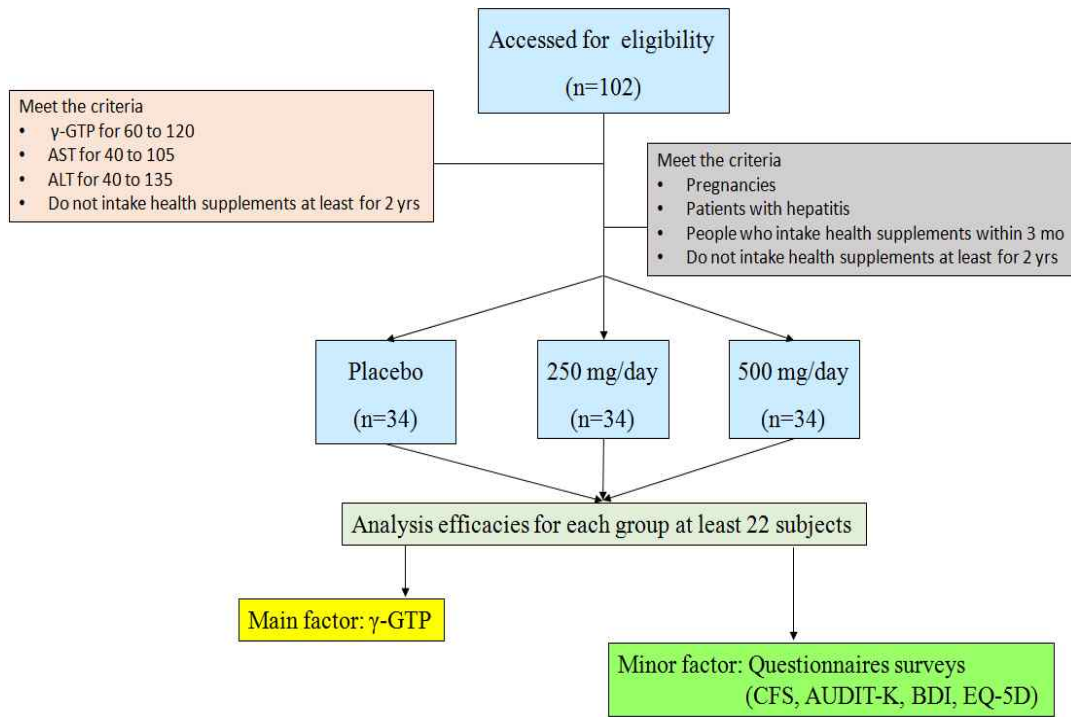 Accessed for eligibility
(n=102)
Meet the criteria
• γ-GTP for 60 to 120
• AST for 40 to 105
• ALT for 40 to 135
• Do not intake health supplements at least for 2 yrs
Meet the criteria
• Pregnancies
• Patients with hepatitis
• People who intake health supplements within 3 mo
• Do not intake health supplements at least for 2 yrs
Placebo
(n=34)
250 mg/day
(n=34)
500 mg/day
(n=34)
Analysis efficacies for each group at least 22 subjects
Main factor: γ-GTP
Minor factor: Questionnaires surveys
(CFS, AUDIT-K, BDI, EQ-5D)